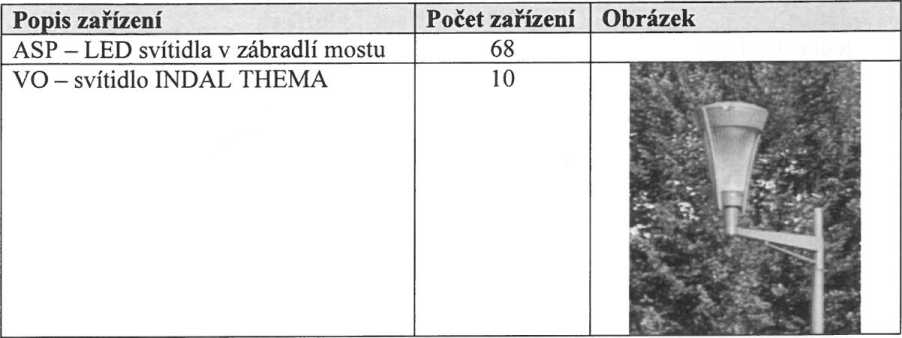 Popis zařízení Počet zařízení Obrázek
ASP – LED svítidla v zábradlí mostu 68
VO – svítidlo INDAL THEMA 10